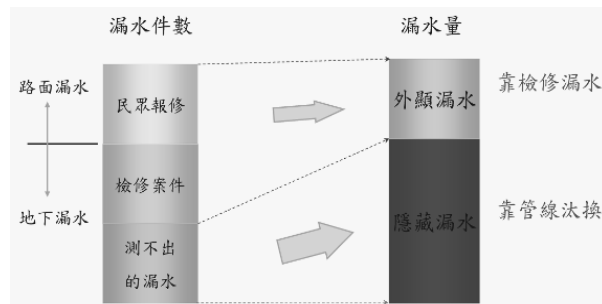 漏水件數
漏水量
路面漏水
民眾報修
外顯漏水
靠檢修漏水
檢修案件
地下漏水
隱藏漏水
靠管線汰換
測不出
的漏水